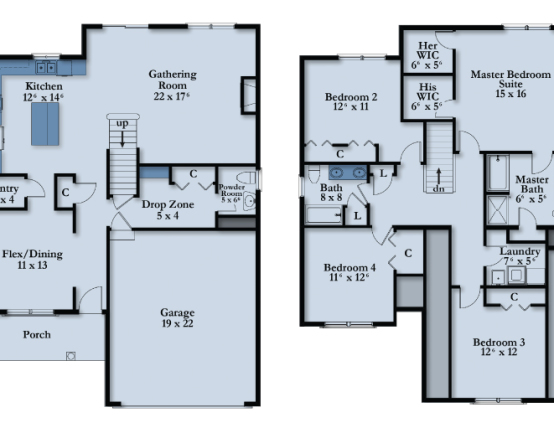 Kitchen
12⁶ x 14⁶
Gathering
Room
22 x 17⁶
up
ntry
x 4
C
C
Powder
Room
5 x 6⁶
Drop Zone
5 x 4
Flex/Dining
11 x 13
Garage
19 x 22
Porch
Her
WIC
6⁶ x 5⁶
His
WIC
6⁶ x 5⁶
Master Bedroom
Suite
15 x 16
Bedroom 2
12⁶ x 11
C
L
Bath
8 x 8
L
dn
Master
Bath
6⁶ x 5⁶
C
Laundry
7⁶ x 5⁶
Bedroom 4
11⁶ x 12⁶
C
Bedroom 3
12⁶ x 12